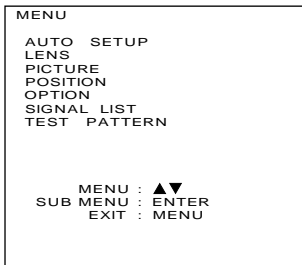 MENU
AUTO SETUP
LENS
PICTURE
POSITION
OPTION
SIGNAL LIST
TEST PATTERN
MENU : ▲▼
SUB MENU : ENTER
EXIT : MENU